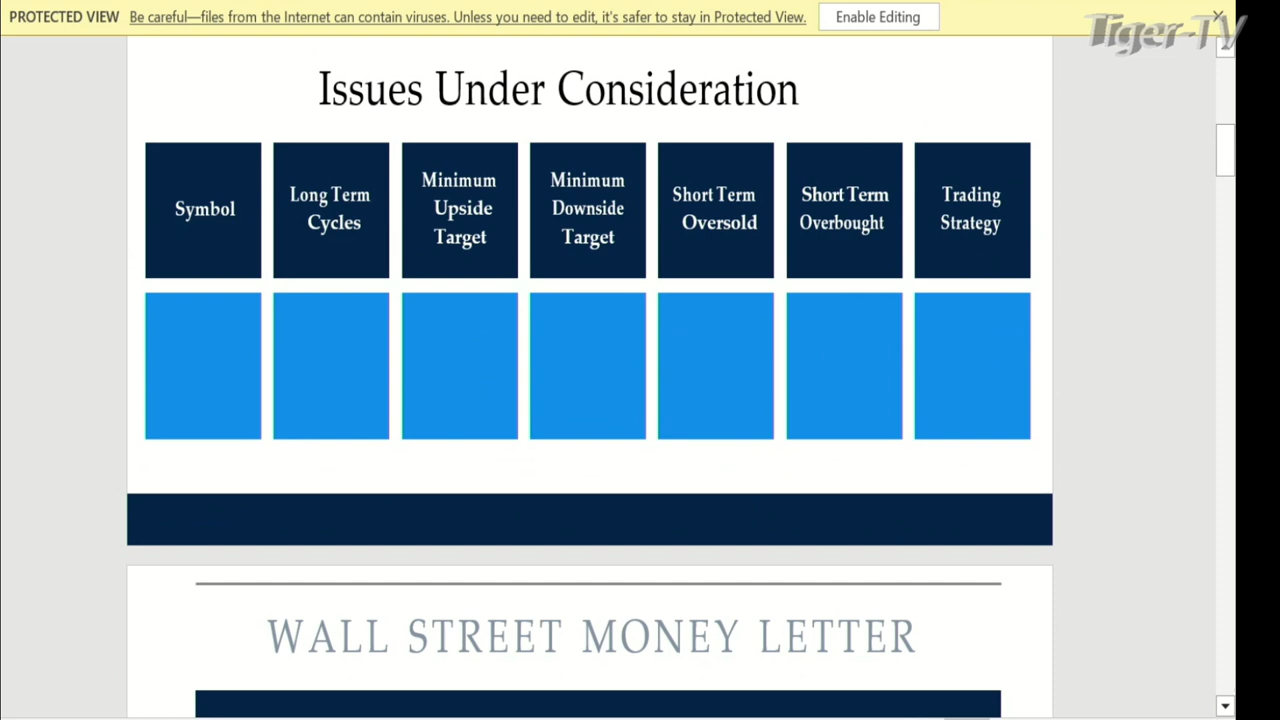 PROTECTED VIEW Be careful—files from the Internet can contain viruses. Unless you need to edit, it's safer to stay in Protected View. Enable Editing
Tiger-TV
Issues Under Consideration
Symbol
Long Term
Cycles
Minimum
Upside
Target
Minimum
Downside
Target
Short Term
Oversold
Short Term
Overbought
Trading
Strategy
WALL STREET MONEY LETTER